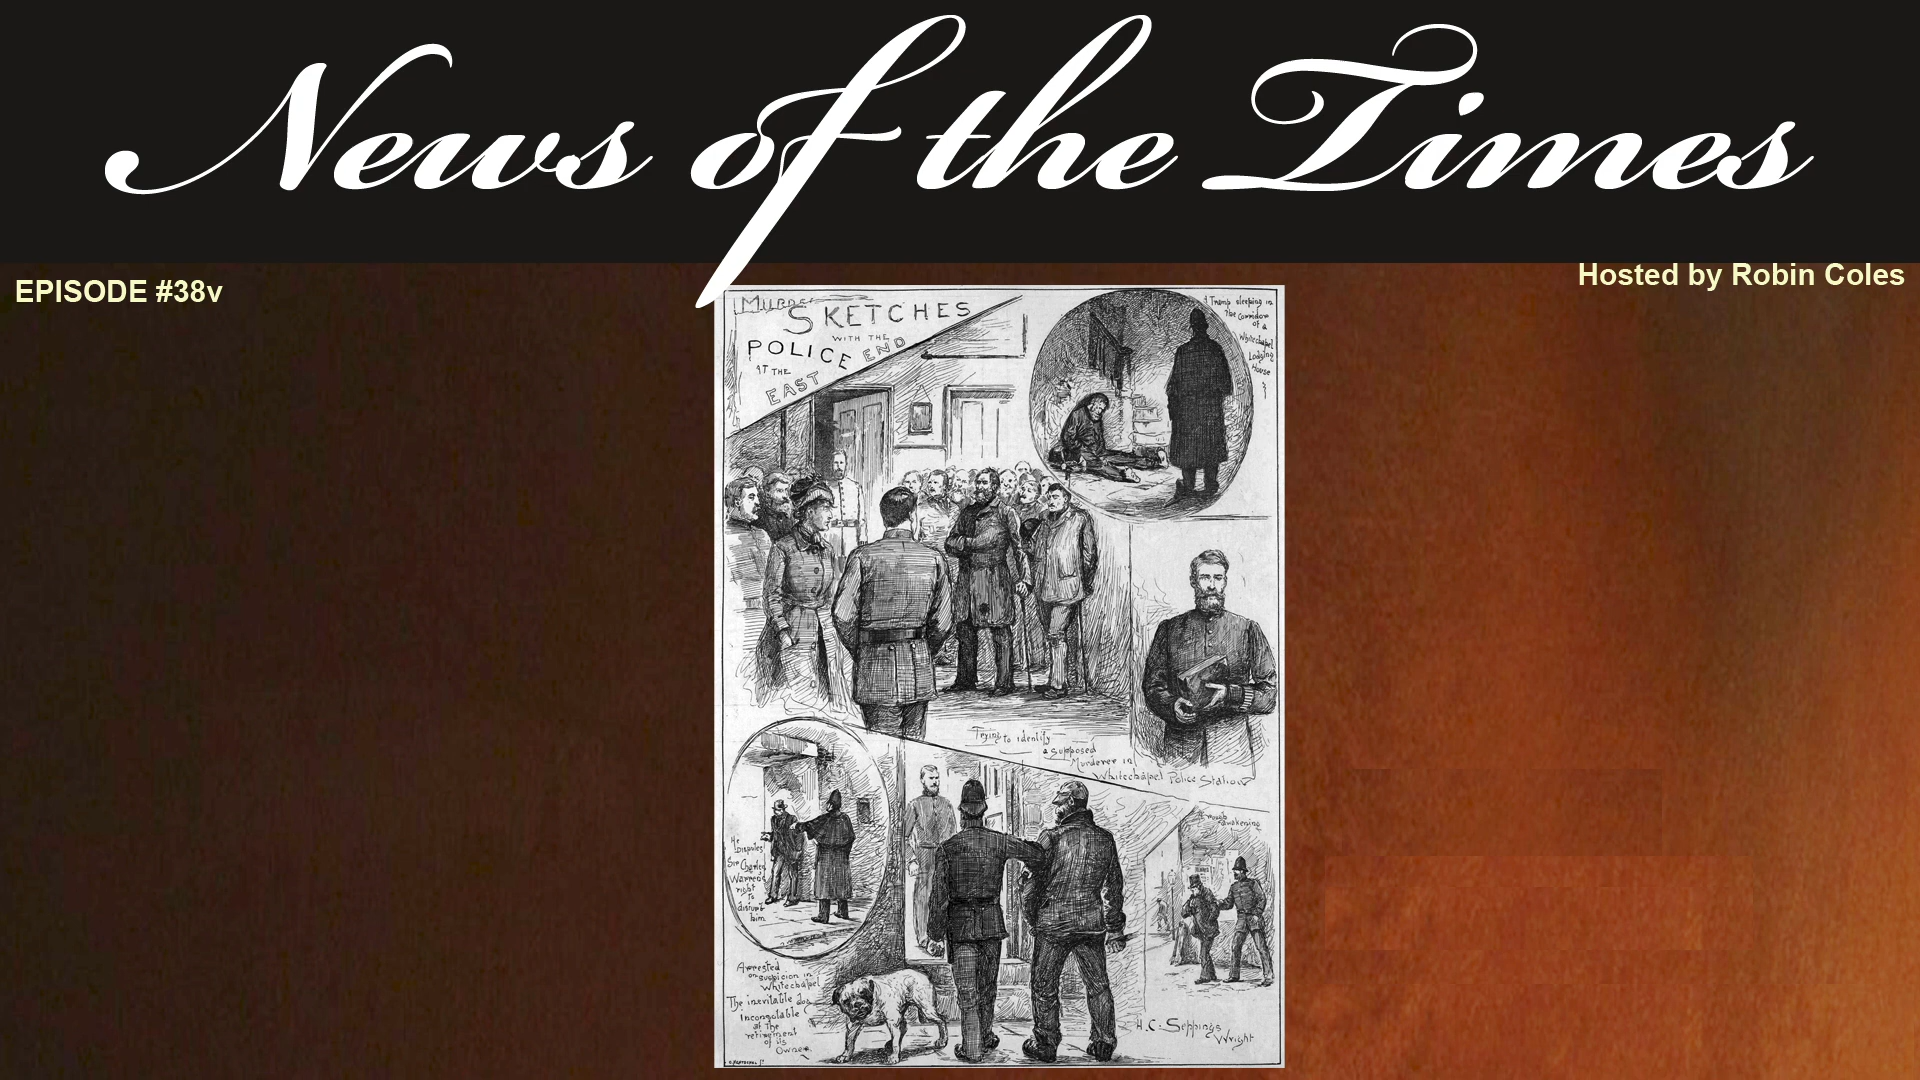 News of the Times
EPISODE #38v
Hosted by Robin Coles
SKETCHES
WITH THE
POLICE
AT THE
EAST END
A Tramp sleeping in
the corridor
of a
Whitechapel
Lodging
House
Trying to identify
a supposed
Murderer in
Whitechapel Police Station
He
Disputes
Sir Charles
Warren's
right
to
disturb
him
A rough
awakening
Arrested
on suspicion in
Whitechapel
The inevitable dog
Inconsolable
at the
retirement
of its
Owner
H.C. Seppings
Wright